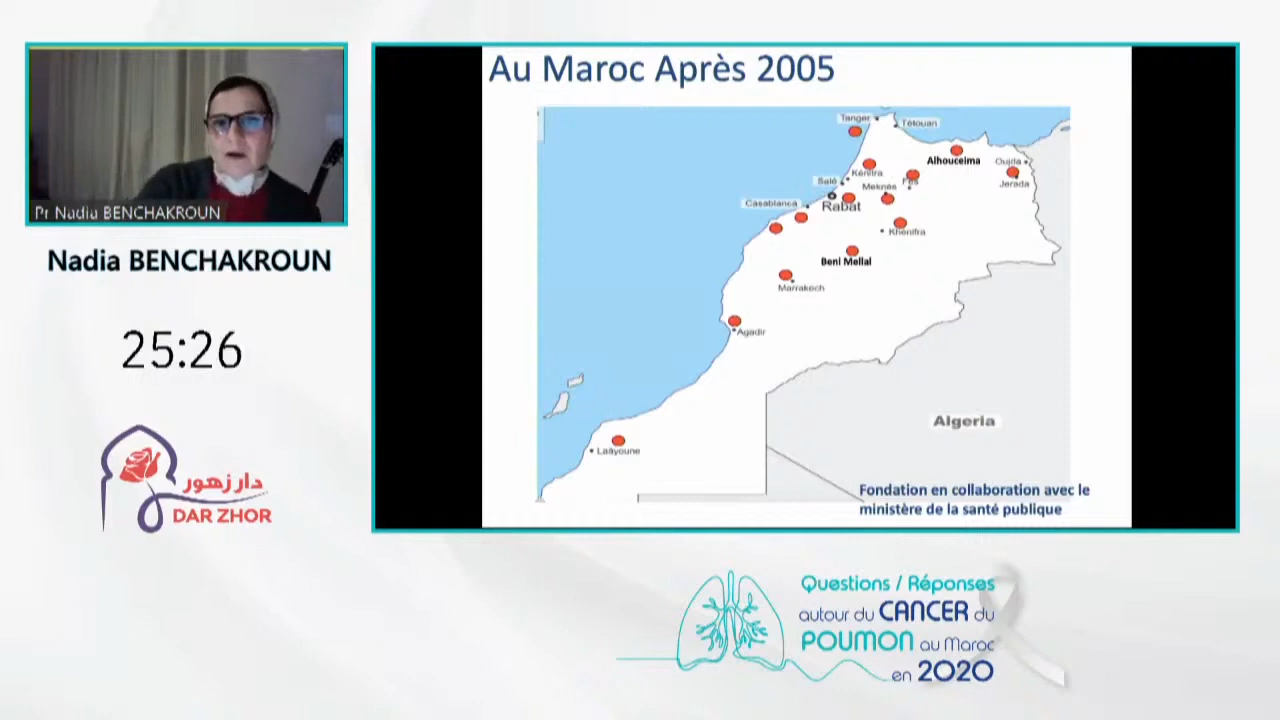 Pr Nadia BENCHAKROUN
Nadia BENCHAKROUN
25:26
دار زهور
DAR ZHOR
Au Maroc Après 2005
Tanger
Tétouan
Alhouceima
Oujda
Jerada
Kénitra
Fès
Salé
Meknès
Rabat
Casablanca
Khénifra
Beni Mellal
Marrakech
Agadir
Laâyoune
Algeria
Fondation en collaboration avec le
ministère de la santé publique
Questions / Réponses
autour du CANCER du
POUMON au Maroc
en 2020